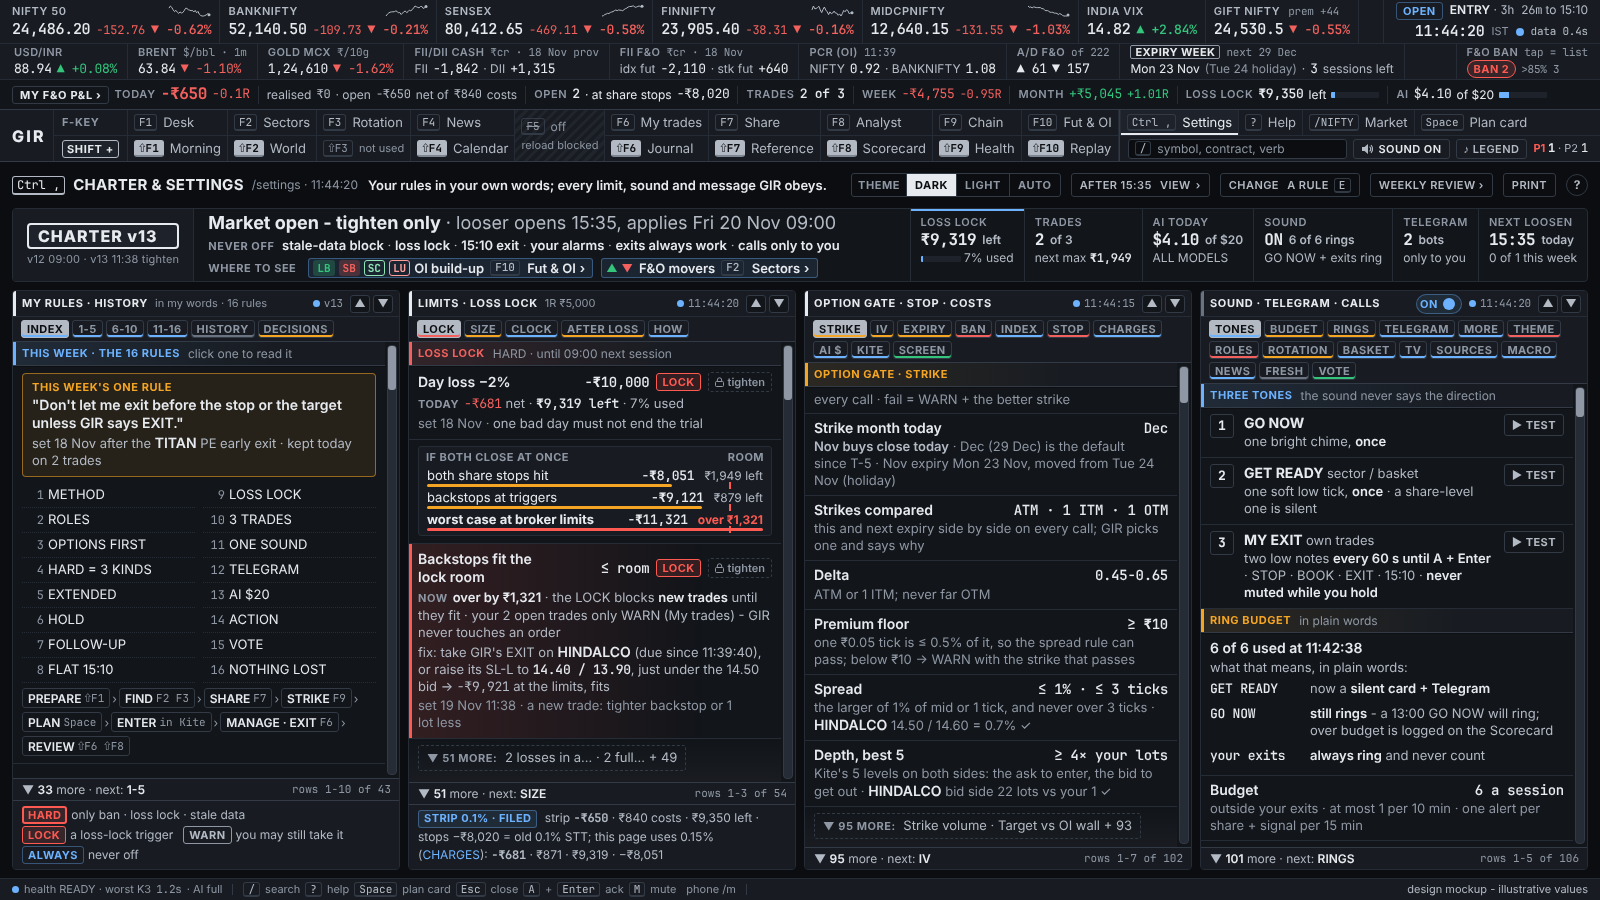 NIFTY 50
24,486.20 -152.76 ▼ -0.62%
BANKNIFTY
52,140.50 -109.73 ▼ -0.21%
SENSEX
80,412.65 -469.11 ▼ -0.58%
FINNIFTY
23,905.40 -38.31 ▼ -0.16%
MIDCPNIFTY
12,640.15 -131.55 ▼ -1.03%
INDIA VIX
14.82 ▲ +2.84%
GIFT NIFTY prem +44
24,530.5 ▼ -0.55%
OPEN ENTRY · 3h 26m to 15:10
11:44:20 IST ● data 0.4s
USD/INR
88.94 ▲ +0.08%
BRENT $/bbl · 1m
63.84 ▼ -1.10%
GOLD MCX ₹/10g
1,24,610 ▼ -1.62%
FII/DII CASH ₹cr · 18 Nov prov
FII -1,842 · DII +1,315
FII F&O ₹cr · 18 Nov
idx fut -2,110 · stk fut +640
PCR (OI) 11:39
NIFTY 0.92 · BANKNIFTY 1.08
A/D F&O of 222
▲ 61 ▼ 157
EXPIRY WEEK next 29 Dec
Mon 23 Nov (Tue 24 holiday) · 3 sessions left
F&O BAN tap = list
BAN 2 >85% 3
MY F&O P&L › TODAY -₹650 -0.1R realised ₹0 · open -₹650 net of ₹840 costs OPEN 2 · at share stops -₹8,020 TRADES 2 of 3 WEEK -₹4,755 -0.95R MONTH +₹5,045 +1.01R LOSS LOCK ₹9,350 left AI $4.10 of $20
GIR
F-KEY F1 Desk F2 Sectors F3 Rotation F4 News F5 off F6 My trades F7 Share F8 Analyst F9 Chain F10 Fut & OI Ctrl , Settings ? Help /NIFTY Market Space Plan card
SHIFT + ⇧F1 Morning ⇧F2 World ⇧F3 not used ⇧F4 Calendar reload blocked ⇧F6 Journal ⇧F7 Reference ⇧F8 Scorecard ⇧F9 Health ⇧F10 Replay / symbol, contract, verb SOUND ON ♪ LEGEND P1 1 · P2 1
Ctrl , CHARTER & SETTINGS /settings · 11:44:20 Your rules in your own words; every limit, sound and message GIR obeys. THEME DARK LIGHT AUTO AFTER 15:35 VIEW › CHANGE A RULE E WEEKLY REVIEW › PRINT ?
CHARTER v13
v12 09:00 · v13 11:38 tighten
Market open - tighten only · looser opens 15:35, applies Fri 20 Nov 09:00
NEVER OFF stale-data block · loss lock · 15:10 exit · your alarms · exits always work · calls only to you
WHERE TO SEE LB SB SC LU OI build-up F10 Fut & OI › ▲ ▼ F&O movers F2 Sectors ›
LOSS LOCK
₹9,319 left
7% used
TRADES
2 of 3
next max ₹1,949
AI TODAY
$4.10 of $20
ALL MODELS
SOUND
ON 6 of 6 rings
GO NOW + exits ring
TELEGRAM
2 bots
only to you
NEXT LOOSEN
15:35 today
0 of 1 this week
MY RULES · HISTORY in my words · 16 rules ● v13 ▲ ▼
INDEX 1-5 6-10 11-16 HISTORY DECISIONS
THIS WEEK · THE 16 RULES click one to read it
THIS WEEK'S ONE RULE
"Don't let me exit before the stop or the target
unless GIR says EXIT."
set 18 Nov after the TITAN PE early exit · kept today
on 2 trades
1 METHOD 9 LOSS LOCK
2 ROLES 10 3 TRADES
3 OPTIONS FIRST 11 ONE SOUND
4 HARD = 3 KINDS 12 TELEGRAM
5 EXTENDED 13 AI $20
6 HOLD 14 ACTION
7 FOLLOW-UP 15 VOTE
8 FLAT 15:10 16 NOTHING LOST
PREPARE ⇧F1 › FIND F2 F3 › SHARE F7 › STRIKE F9 ›
PLAN Space › ENTER in Kite › MANAGE · EXIT F6 ›
REVIEW ⇧F6 ⇧F8
▼ 33 more · next: 1-5 rows 1-10 of 43
HARD only ban · loss lock · stale data
LOCK a loss-lock trigger WARN you may still take it
ALWAYS never off
LIMITS · LOSS LOCK 1R ₹5,000 ● 11:44:20 ▲ ▼
LOCK SIZE CLOCK AFTER LOSS HOW
LOSS LOCK HARD · until 09:00 next session
Day loss −2% -₹10,000 LOCK tighten
TODAY -₹681 net · ₹9,319 left · 7% used
set 18 Nov · one bad day must not end the trial
IF BOTH CLOSE AT ONCE ROOM
both share stops hit -₹8,051 ₹1,949 left
backstops at triggers -₹9,121 ₹879 left
worst case at broker limits -₹11,321 over ₹1,321
Backstops fit the
lock room ≤ room LOCK tighten
NOW over by ₹1,321 · the LOCK blocks new trades until
they fit · your 2 open trades only WARN (My trades) - GIR
never touches an order
fix: take GIR's EXIT on HINDALCO (due since 11:39:40),
or raise its SL-L to 14.40 / 13.90, just under the 14.50
bid → -₹9,921 at the limits, fits
set 19 Nov 11:38 · a new trade: tighter backstop or 1
lot less
▼ 51 MORE: 2 losses in a... · 2 full... + 49
▼ 51 more · next: SIZE rows 1-3 of 54
STRIP 0.1% · FILED strip -₹650 · ₹840 costs · ₹9,350 left ·
stops −₹8,020 = old 0.1% STT; this page uses 0.15%
(CHARGES): -₹681 · ₹871 · ₹9,319 · −₹8,051
OPTION GATE · STOP · COSTS ● 11:44:15 ▲ ▼
STRIKE IV EXPIRY BAN INDEX STOP CHARGES
AI $ KITE SCREEN
OPTION GATE · STRIKE
every call · fail = WARN + the better strike
Strike month today Dec
Nov buys close today · Dec (29 Dec) is the default
since T-5 · Nov expiry Mon 23 Nov, moved from Tue 24
Nov (holiday)
Strikes compared ATM · 1 ITM · 1 OTM
this and next expiry side by side on every call; GIR picks
one and says why
Delta 0.45-0.65
ATM or 1 ITM; never far OTM
Premium floor ≥ ₹10
one ₹0.05 tick is ≤ 0.5% of it, so the spread rule can
pass; below ₹10 → WARN with the strike that passes
Spread ≤ 1% · ≤ 3 ticks
the larger of 1% of mid or 1 tick, and never over 3 ticks ·
HINDALCO 14.50 / 14.60 = 0.7% ✓
Depth, best 5 ≥ 4× your lots
Kite's 5 levels on both sides: the ask to enter, the bid to
get out · HINDALCO bid side 22 lots vs your 1 ✓
▼ 95 MORE: Strike volume · Target vs OI wall + 93
▼ 95 more · next: IV rows 1-7 of 102
SOUND · TELEGRAM · CALLS ON ● 11:44:20 ▲ ▼
TONES BUDGET RINGS TELEGRAM MORE THEME
ROLES ROTATION BASKET TV SOURCES MACRO
NEWS FRESH VOTE
THREE TONES the sound never says the direction
1 GO NOW ▶ TEST
one bright chime, once
2 GET READY sector / basket ▶ TEST
one soft low tick, once · a share-level
one is silent
3 MY EXIT own trades ▶ TEST
two low notes every 60 s until A + Enter
· STOP · BOOK · EXIT · 15:10 · never
muted while you hold
RING BUDGET in plain words
6 of 6 used at 11:42:38
what that means, in plain words:
GET READY now a silent card + Telegram
GO NOW still rings - a 13:00 GO NOW will ring;
over budget is logged on the Scorecard
your exits always ring and never count
Budget 6 a session
outside your exits · at most 1 per 10 min · one alert per
share + signal per 15 min
▼ 101 more · next: RINGS rows 1-5 of 106
● health READY · worst K3 1.2s · AI full / search ? help Space plan card Esc close A + Enter ack M mute phone /m design mockup - illustrative values